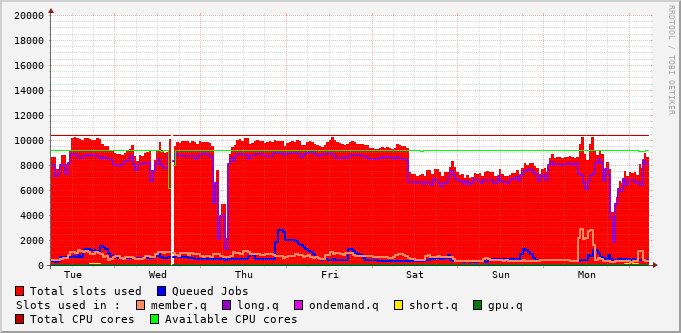 20000
18000
16000
14000
12000
10000
8000
6000
4000
2000
0
Tue Wed Thu Fri Sat Sun Mon
Total slots used Queued Jobs
Slots used in : member.q long.q ondemand.q short.q gpu.q
Total CPU cores Available CPU cores
RRDTOOL / TOBI OETIKER